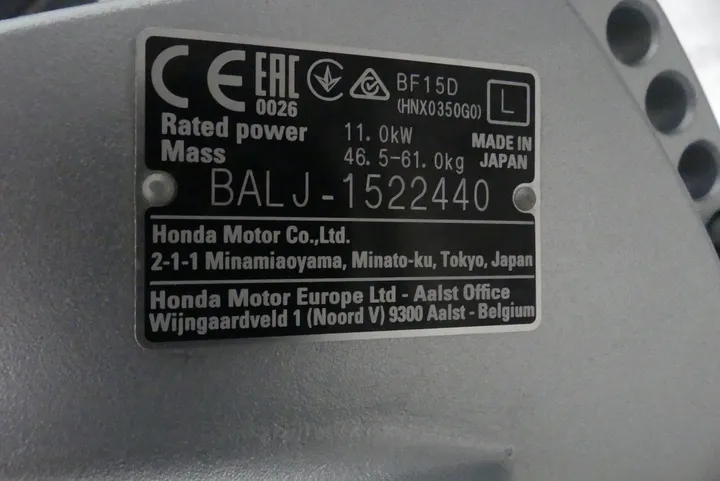 CE EAC BF15D L
0026 (HNX0350G0)
Rated power 11.0kW MADE IN
Mass 46.5-61.0kg JAPAN
BALJ-1522440
Honda Motor Co.,Ltd.
2-1-1 Minamiaoyama, Minato-ku, Tokyo, Japan
Honda Motor Europe Ltd - Aalst Office
Wijngaardveld 1 (Noord V) 9300 Aalst - Belgium